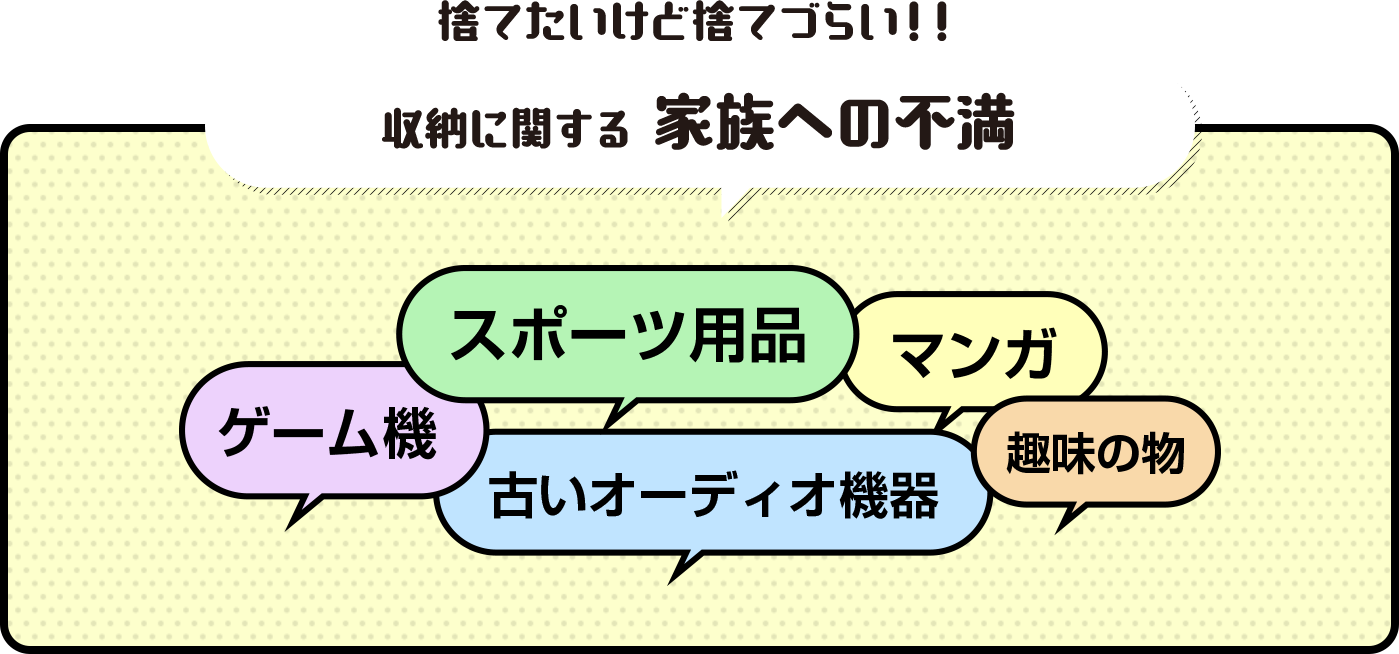 捨てたいけど捨てづらい!!
収納に関する 家族への不満
スポーツ用品
マンガ
ゲーム機
趣味の物
古いオーディオ機器